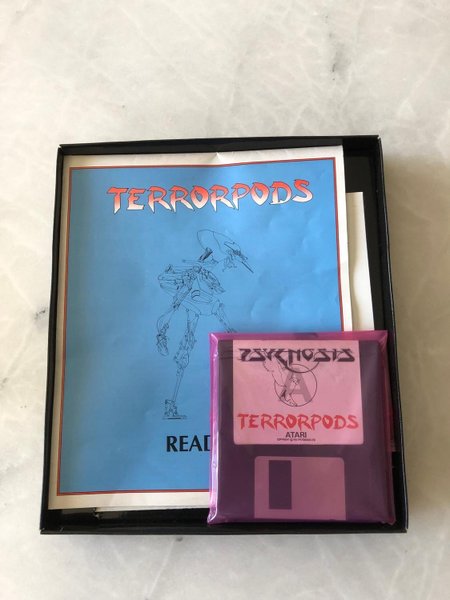 TERRORPODS
READ
PSYGNOSIS
A
TERRORPODS
ATARI